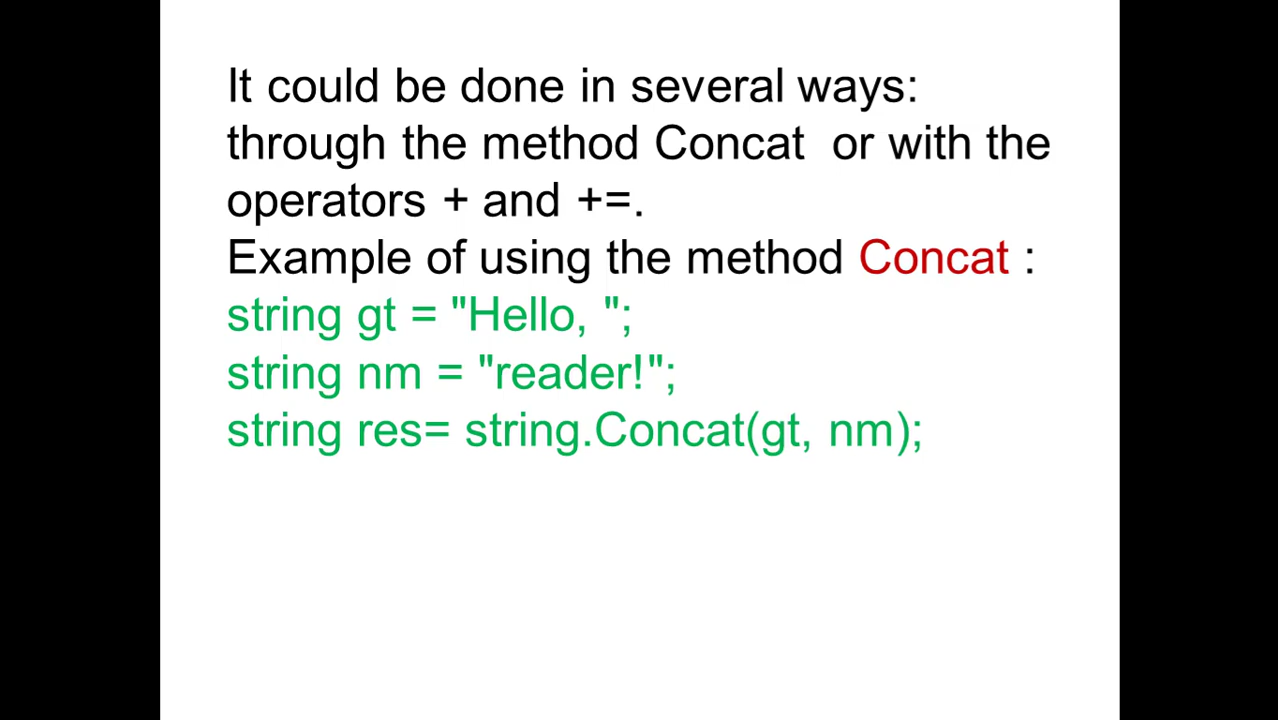 It could be done in several ways:
through the method Concat  or with the
operators + and +=.
Example of using the method Concat :
string gt = "Hello, ";
string nm = "reader!";
string res= string.Concat(gt, nm);